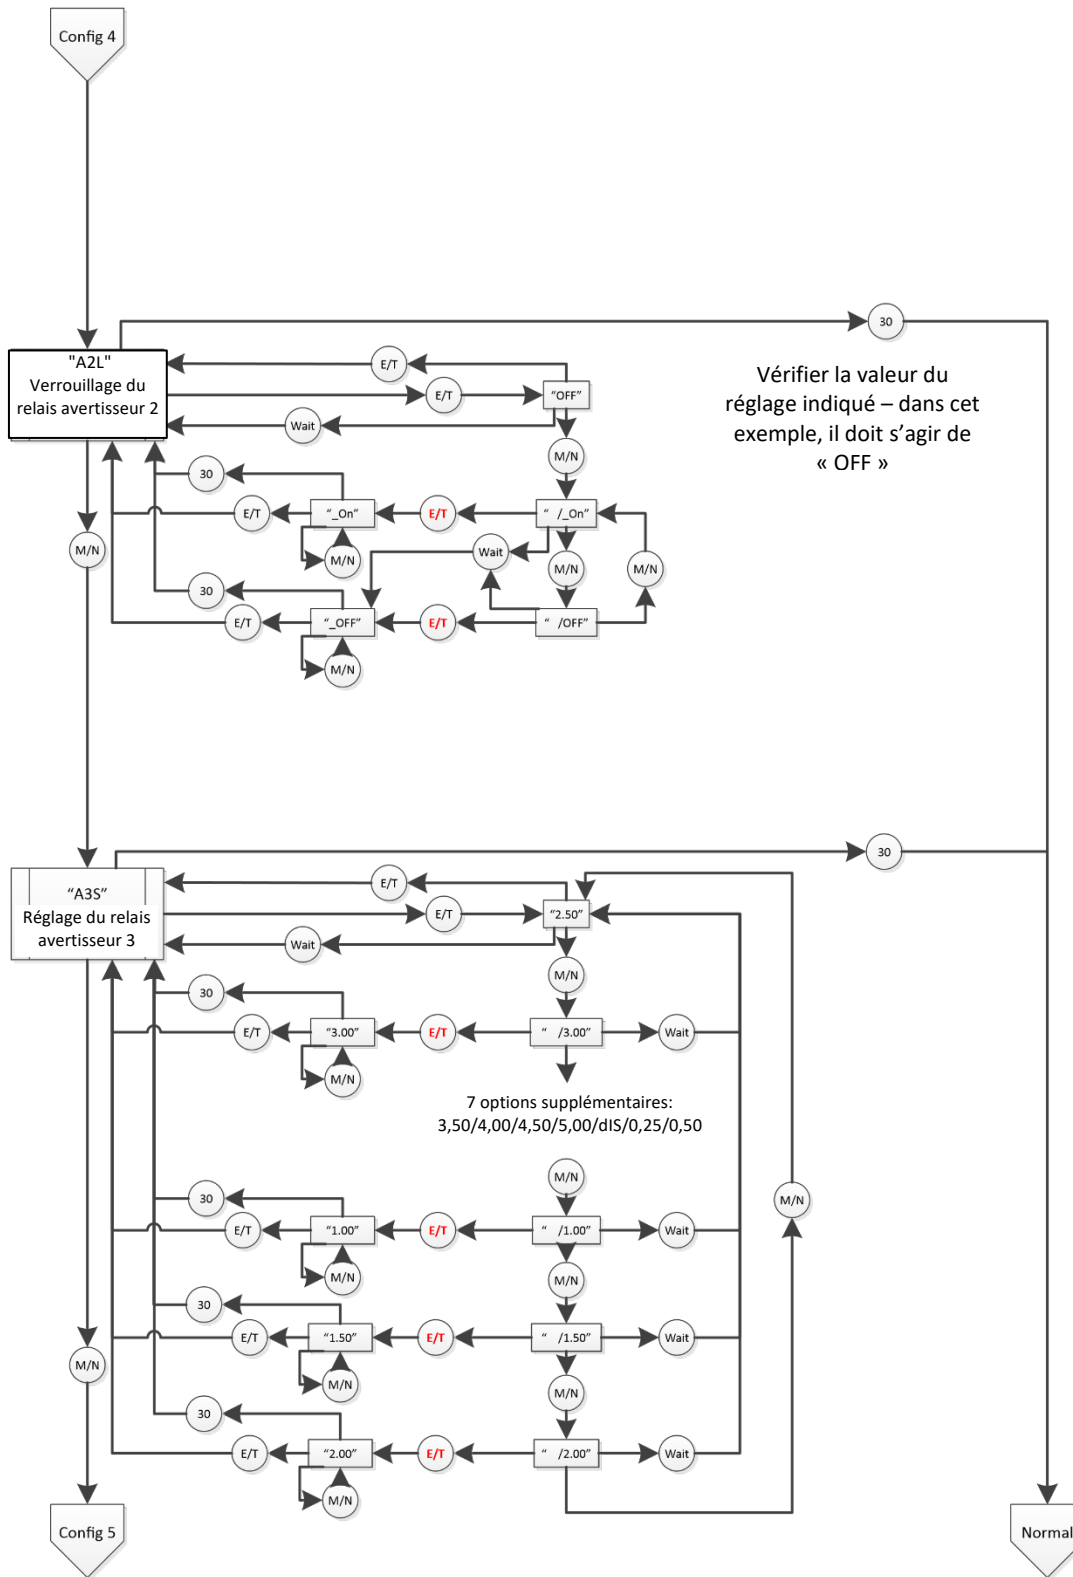 Config 4
30
"A2L"
Verrouillage du
relais avertisseur 2
E/T
E/T
"OFF"
Wait
Vérifier la valeur du
réglage indiqué – dans cet
exemple, il doit s'agir de
« OFF »
M/N
30
E/T
"_On"
E/T
" /_On"
M/N
M/N
Wait
M/N
M/N
30
E/T
"_OFF"
E/T
" /OFF"
M/N
30
"A3S"
Réglage du relais
avertisseur 3
E/T
E/T
"2.50"
Wait
M/N
30
E/T
"3.00"
E/T
" /3.00"
Wait
M/N
7 options supplémentaires:
3,50/4,00/4,50/5,00/dIS/0,25/0,50
M/N
30
M/N
E/T
"1.00"
E/T
" /1.00"
Wait
M/N
M/N
30
E/T
"1.50"
E/T
" /1.50"
Wait
M/N
M/N
M/N
30
E/T
"2.00"
E/T
" /2.00"
Wait
M/N
Config 5
Normal